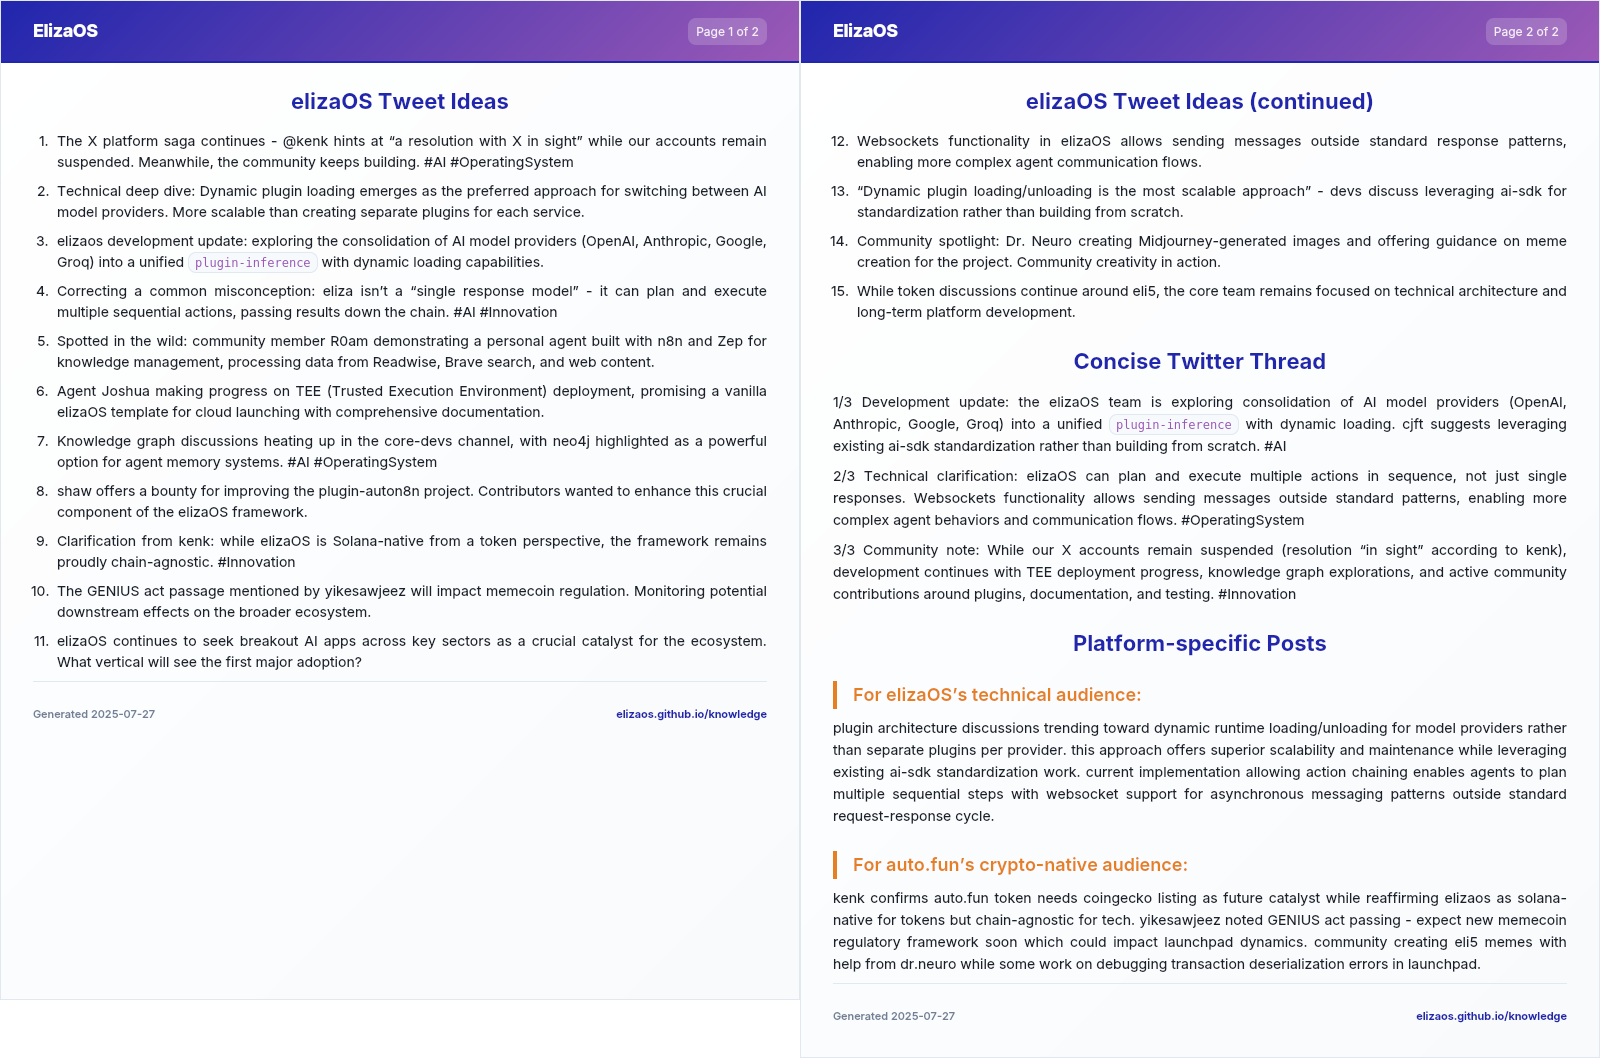 ElizaOS
Page 1 of 2
elizaOS Tweet Ideas
1. The X platform saga continues - @kenk hints at “a resolution with X in sight” while our accounts remain
suspended. Meanwhile, the community keeps building. #AI #OperatingSystem
2. Technical deep dive: Dynamic plugin loading emerges as the preferred approach for switching between AI
model providers. More scalable than creating separate plugins for each service.
3. elizaos development update: exploring the consolidation of AI model providers (OpenAI, Anthropic, Google,
Groq) into a unified plugin-inference with dynamic loading capabilities.
4. Correcting a common misconception: eliza isn’t a “single response model” - it can plan and execute
multiple sequential actions, passing results down the chain. #AI #Innovation
5. Spotted in the wild: community member R0am demonstrating a personal agent built with n8n and Zep for
knowledge management, processing data from Readwise, Brave search, and web content.
6. Agent Joshua making progress on TEE (Trusted Execution Environment) deployment, promising a vanilla
elizaOS template for cloud launching with comprehensive documentation.
7. Knowledge graph discussions heating up in the core-devs channel, with neo4j highlighted as a powerful
option for agent memory systems. #AI #OperatingSystem
8. shaw offers a bounty for improving the plugin-auton8n project. Contributors wanted to enhance this crucial
component of the elizaOS framework.
9. Clarification from kenk: while elizaOS is Solana-native from a token perspective, the framework remains
proudly chain-agnostic. #Innovation
10. The GENIUS act passage mentioned by yikesawjeez will impact memecoin regulation. Monitoring potential
downstream effects on the broader ecosystem.
11. elizaOS continues to seek breakout AI apps across key sectors as a crucial catalyst for the ecosystem.
What vertical will see the first major adoption?
Generated 2025-07-27
elizaos.github.io/knowledge
ElizaOS
Page 2 of 2
elizaOS Tweet Ideas (continued)
12. Websockets functionality in elizaOS allows sending messages outside standard response patterns,
enabling more complex agent communication flows.
13. “Dynamic plugin loading/unloading is the most scalable approach” - devs discuss leveraging ai-sdk for
standardization rather than building from scratch.
14. Community spotlight: Dr. Neuro creating Midjourney-generated images and offering guidance on meme
creation for the project. Community creativity in action.
15. While token discussions continue around eli5, the core team remains focused on technical architecture and
long-term platform development.
Concise Twitter Thread
1/3 Development update: the elizaOS team is exploring consolidation of AI model providers (OpenAI,
Anthropic, Google, Groq) into a unified plugin-inference with dynamic loading. cjft suggests leveraging
existing ai-sdk standardization rather than building from scratch. #AI
2/3 Technical clarification: elizaOS can plan and execute multiple actions in sequence, not just single
responses. Websockets functionality allows sending messages outside standard patterns, enabling more
complex agent behaviors and communication flows. #OperatingSystem
3/3 Community note: While our X accounts remain suspended (resolution “in sight” according to kenk),
development continues with TEE deployment progress, knowledge graph explorations, and active community
contributions around plugins, documentation, and testing. #Innovation
Platform-specific Posts
For elizaOS’s technical audience:
plugin architecture discussions trending toward dynamic runtime loading/unloading for model providers rather
than separate plugins per provider. this approach offers superior scalability and maintenance while leveraging
existing ai-sdk standardization work. current implementation allowing action chaining enables agents to plan
multiple sequential steps with websocket support for asynchronous messaging patterns outside standard
request-response cycle.
For auto.fun’s crypto-native audience:
kenk confirms auto.fun token needs coingecko listing as future catalyst while reaffirming elizaos as solana-
native for tokens but chain-agnostic for tech. yikesawjeez noted GENIUS act passing - expect new memecoin
regulatory framework soon which could impact launchpad dynamics. community creating eli5 memes with
help from dr.neuro while some work on debugging transaction deserialization errors in launchpad.
Generated 2025-07-27
elizaos.github.io/knowledge